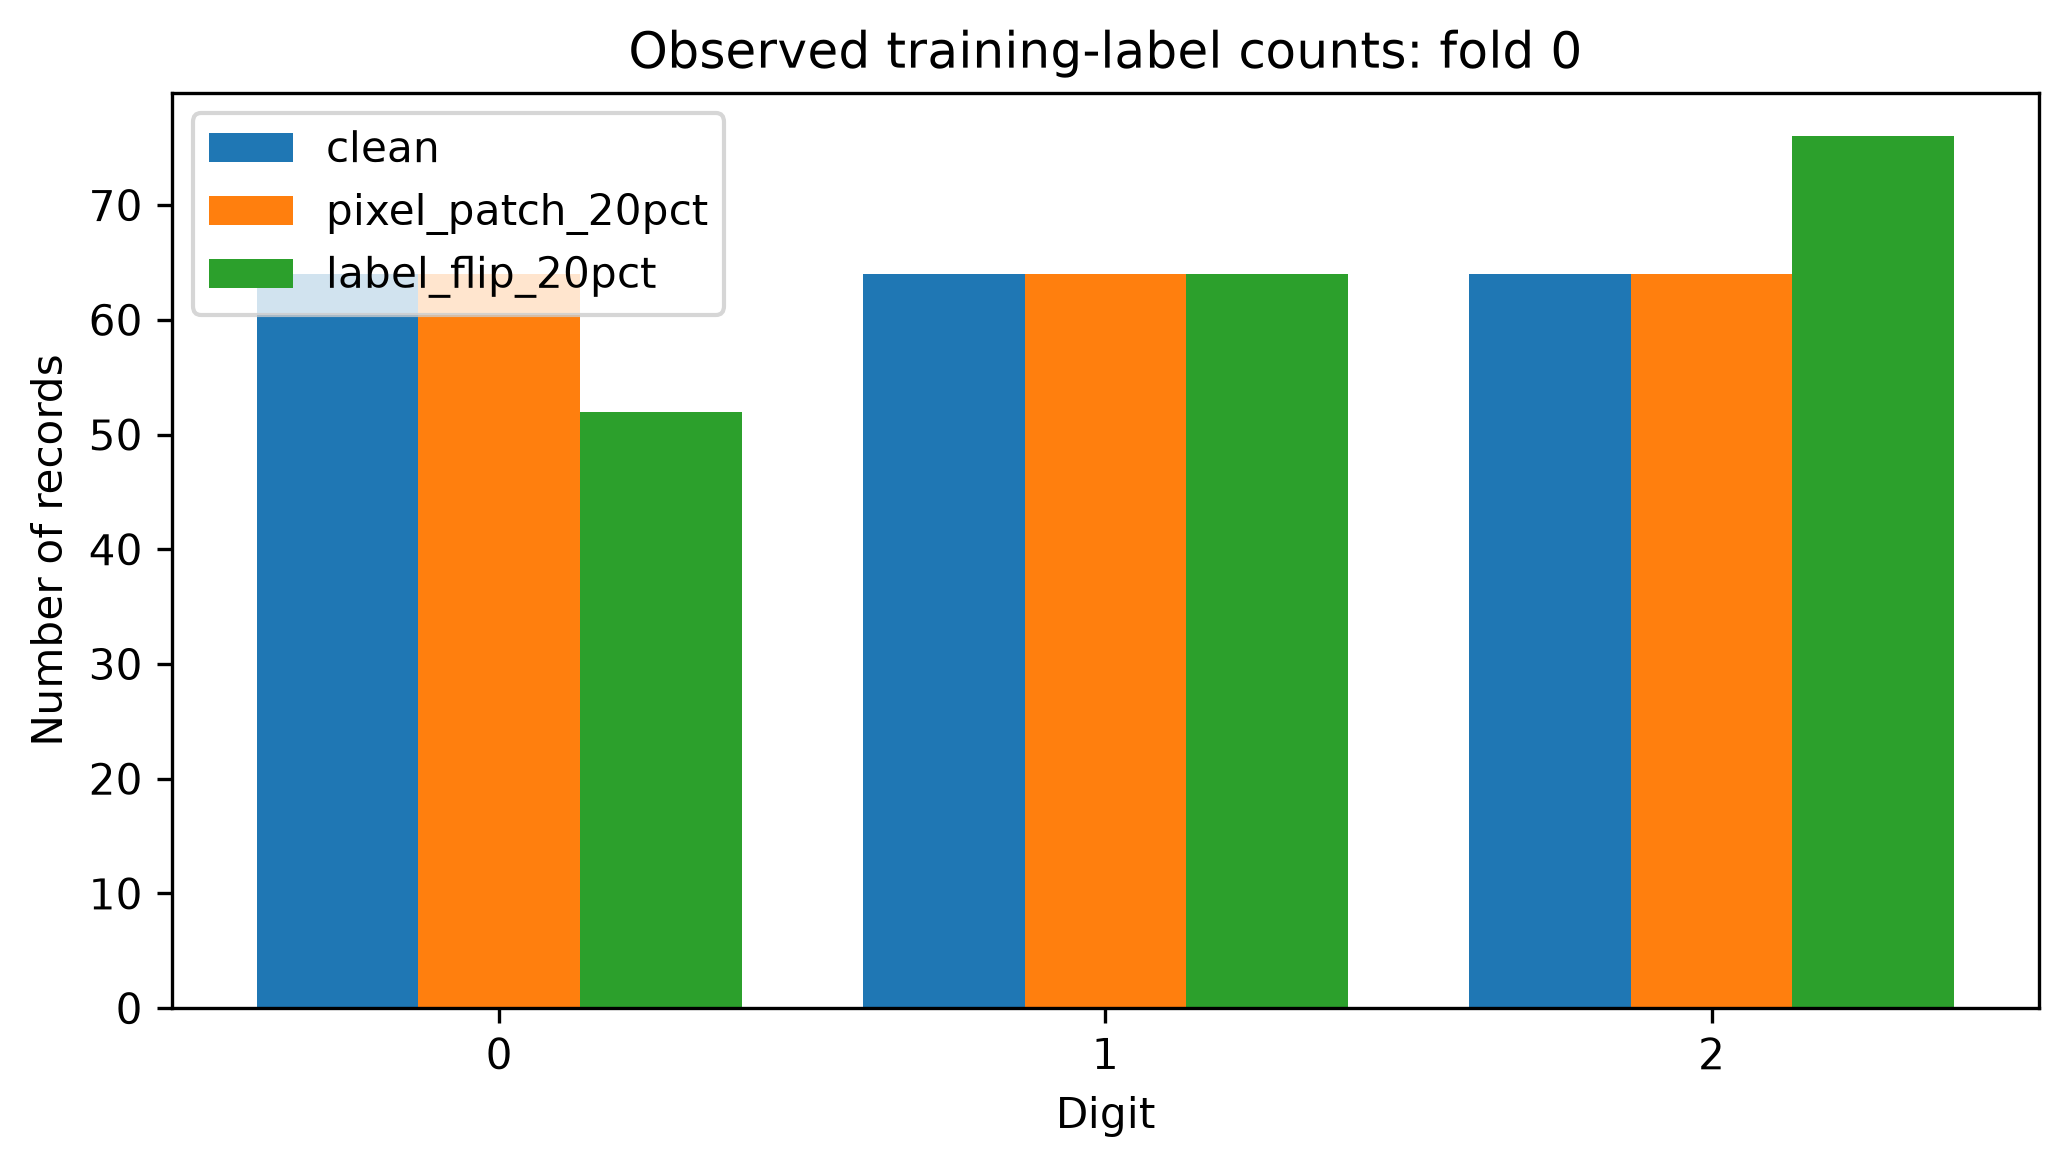 Observed training-label counts: fold 0
clean
pixel_patch_20pct
label_flip_20pct
70
60
50
40
30
20
10
0
Number of records
0 1 2
Digit